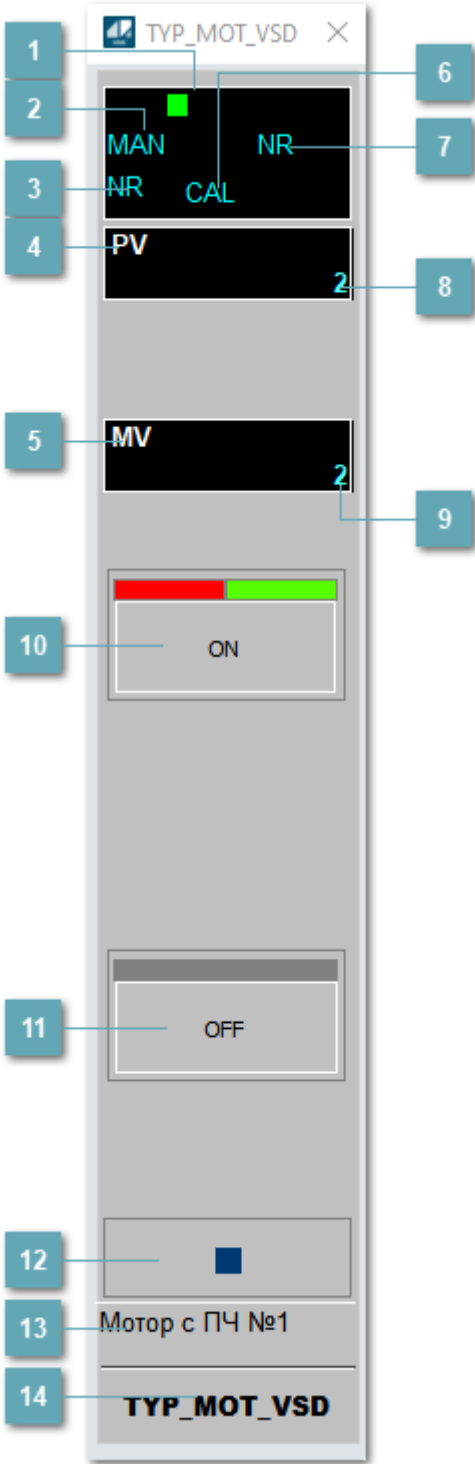 TYP_MOT_VSD
1
6
2
MAN
NR
7
3
NR
CAL
4
PV
2
8
5
MV
2
9
10
ON
11
OFF
12
13
Мотор с ПЧ №1
14
TYP_MOT_VSD